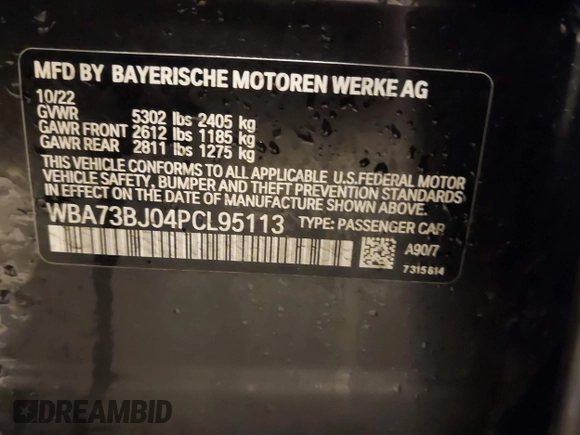 MFD BY BAYERISCHE MOTOREN WERKE AG
10/22
GVWR 5302 lbs 2405 kg
GAWR FRONT 2612 lbs 1185 kg
GAWR REAR 2811 lbs 1275 kg
THIS VEHICLE CONFORMS TO ALL APPLICABLE U.S.FEDERAL MOTOR
VEHICLE SAFETY, BUMPER AND THEFT PREVENTION STANDARDS
IN EFFECT ON THE DATE OF MANUFACTURE SHOWN ABOVE.
WBA73BJ04PCL95113 TYPE: PASSENGER CAR
A90/7
7315614
DREAMBID